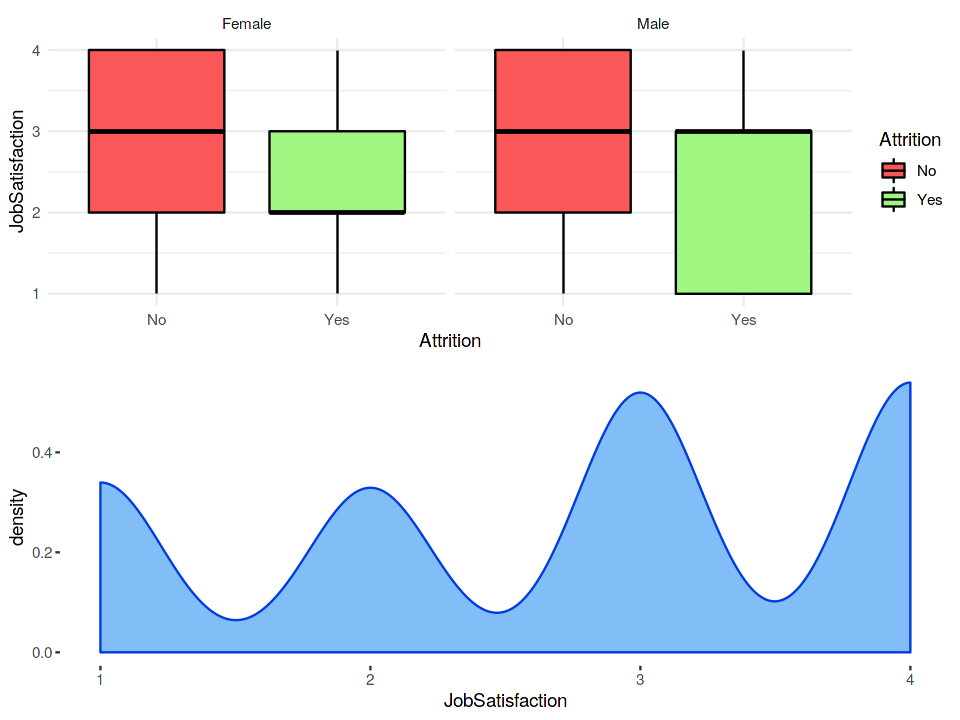 Female Male
4
3
2
1
JobSatisfaction
No Yes No Yes
Attrition
Attrition
No
Yes
0.4
0.2
0.0
density
1 2 3 4
JobSatisfaction